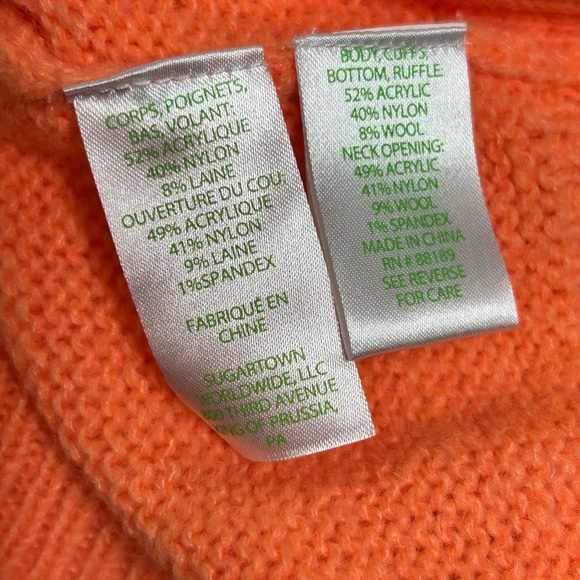 CORPS, POIGNETS,
BAS, VOLANT:
52% ACRYLIQUE
40% NYLON
8% LAINE
OUVERTURE DU COU:
49% ACRYLIQUE
41% NYLON
9% LAINE
1%SPANDEX
FABRIQUÉ EN
CHINE
SUGARTOWN
WORLDWIDE, LLC
800 THIRD AVENUE
KING OF PRUSSIA,
PA
BODY, CUFFS,
BOTTOM, RUFFLE:
52% ACRYLIC
40% NYLON
8% WOOL
NECK OPENING:
49% ACRYLIC
41% NYLON
9% WOOL
1% SPANDEX
MADE IN CHINA
RN # 88189
SEE REVERSE
FOR CARE